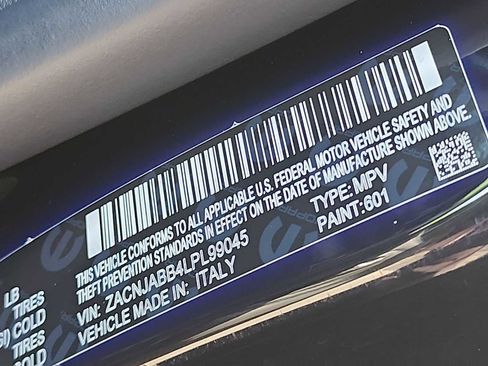 THIS VEHICLE CONFORMS TO ALL APPLICABLE U.S. FEDERAL MOTOR VEHICLE SAFETY AND
THEFT PREVENTION STANDARDS IN EFFECT ON THE DATE OF MANUFACTURE SHOWN ABOVE.
VIN: ZACNJABB4LPL99045
TYPE: MPV
VEHICLE MADE IN: ITALY
PAINT: 601
LB
TIRES
COLD
TIRES
COLD